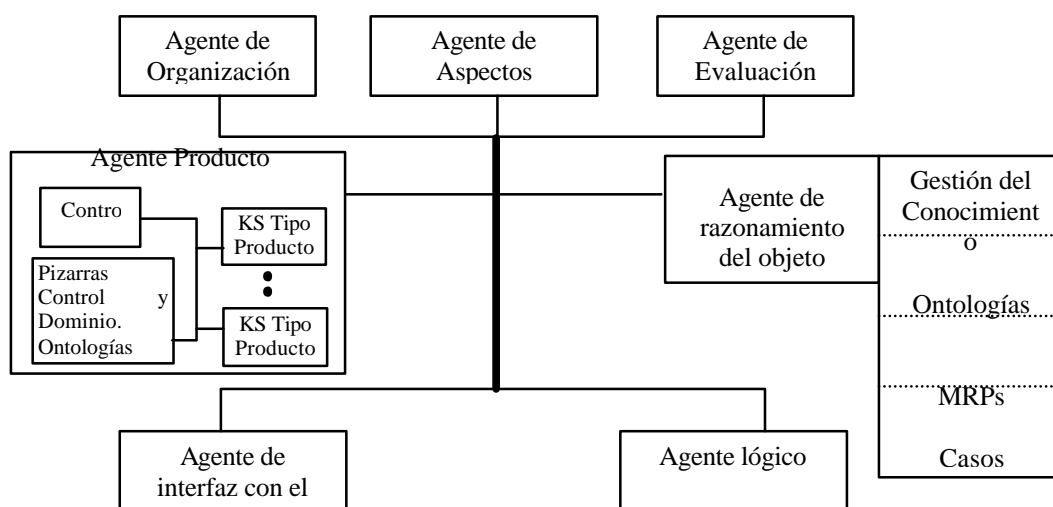 Agente de
Organización
Agente de
Aspectos
Agente de
Evaluación
Agente Producto
Contro
KS Tipo
Producto
Pizarras
Control y
Dominio.
Ontologías
KS Tipo
Producto
Agente de
razonamiento
del objeto
Gestión del
Conocimient
o
Ontologías
MRPs
Casos
Agente de
interfaz con el
Agente lógico